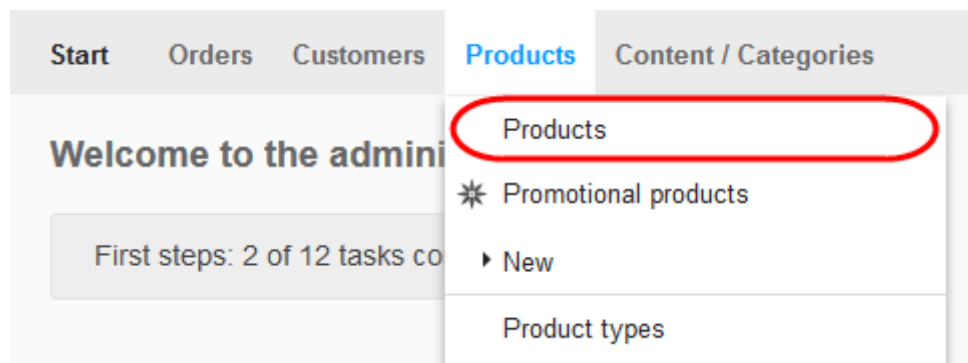 Start Orders Customers Products Content / Categories
Products
Welcome to the admini
Promotional products
First steps: 2 of 12 tasks co
New
Product types